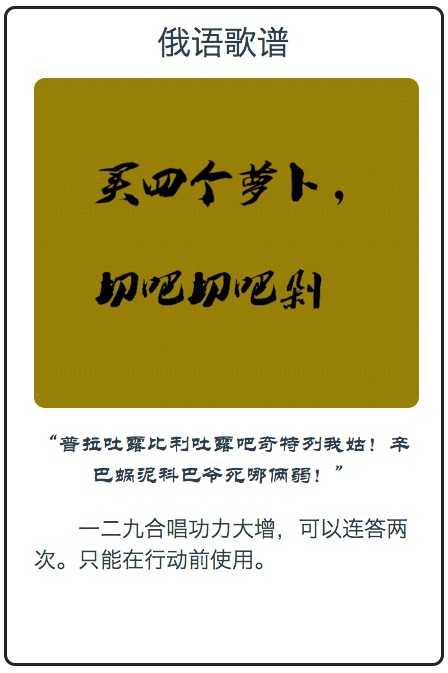 俄语歌谱
买四个萝卜，
切吧切吧剁
“普拉吐露比利吐露吧奇特列我姑！辛
巴蜗泥科巴爷死哪俩弱！”
一二九合唱功力大增，可以连答两
次。只能在行动前使用。